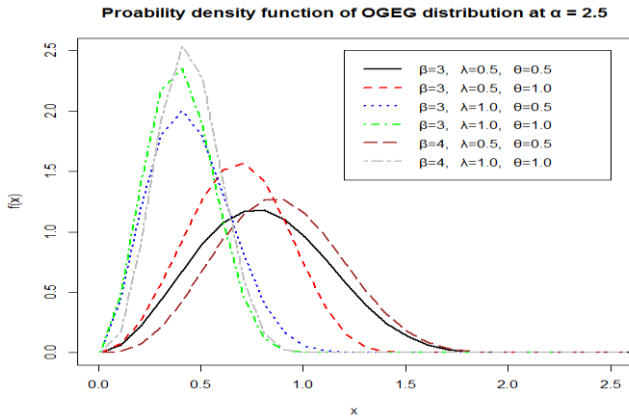 Proability density function of OGEG distribution at α = 2.5
f(x)
2.5
2.0
1.5
1.0
0.5
0.0
β=3, λ=0.5, θ=0.5
β=3, λ=0.5, θ=1.0
β=3, λ=1.0, θ=0.5
β=3, λ=1.0, θ=1.0
β=4, λ=0.5, θ=0.5
β=4, λ=1.0, θ=1.0
0.0 0.5 1.0 1.5 2.0 2.5
x